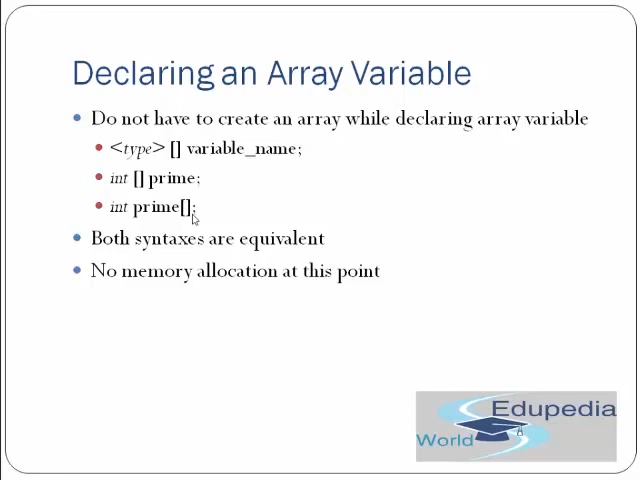 Declaring an Array Variable
Do not have to create an array while declaring array variable
<type> [] variable_name;
int [] prime;
int prime[];
Both syntaxes are equivalent
No memory allocation at this point
Edupedia
World